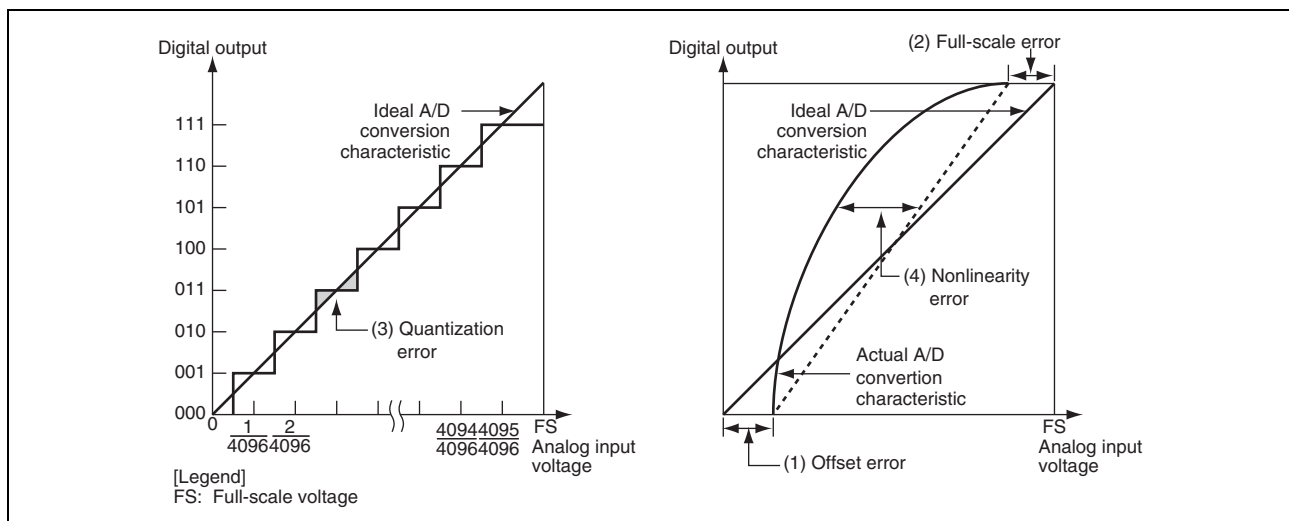 Digital output
Ideal A/D
conversion
characteristic
111
110
101
100
011
010
001
000
(3) Quantization
error
0
1
4096
2
4096
4094
4096
4095
4096
FS
Analog input
voltage
[Legend]
FS: Full-scale voltage
Digital output
(2) Full-scale error
Ideal A/D
conversion
characteristic
(4) Nonlinearity
error
Actual A/D
convertion
characteristic
FS
Analog input
voltage
(1) Offset error